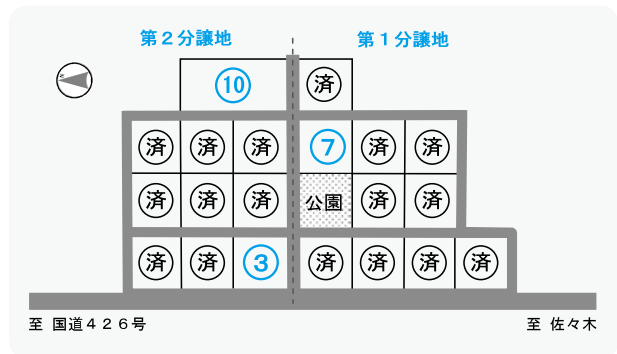 第２分譲地 第１分譲地
N
⑩ 済
済 済 済 ⑦ 済 済
済 済 済 公園 済 済
済 済 ③ 済 済 済 済
至 国道４２６号 至 佐々木